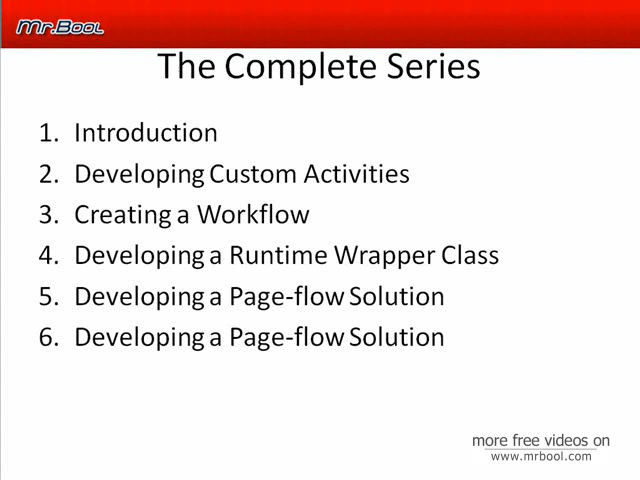 Mr.Bool
The Complete Series
1. Introduction
2. Developing Custom Activities
3. Creating a Workflow
4. Developing a Runtime Wrapper Class
5. Developing a Page-flow Solution
6. Developing a Page-flow Solution
more free videos on
www.mrbool.com